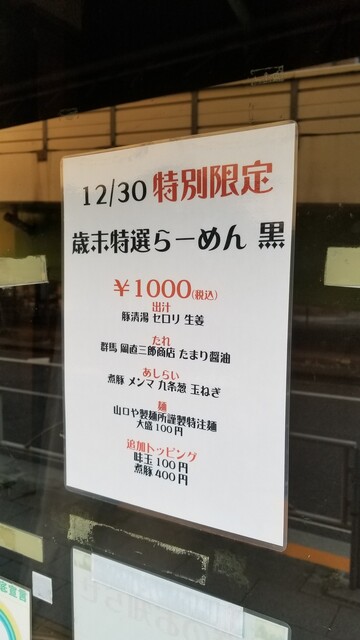 12/30 特別限定
歳末特選らーめん 黒
¥1000(税込)
出汁
豚清湯 セロリ 生姜
たれ
群馬 岡直三郎商店 たまり醤油
あしらい
煮豚 メンマ 九条葱 玉ねぎ
麺
山口や製麺所謹製特注麺
大盛100円
追加トッピング
味玉100円
煮豚400円